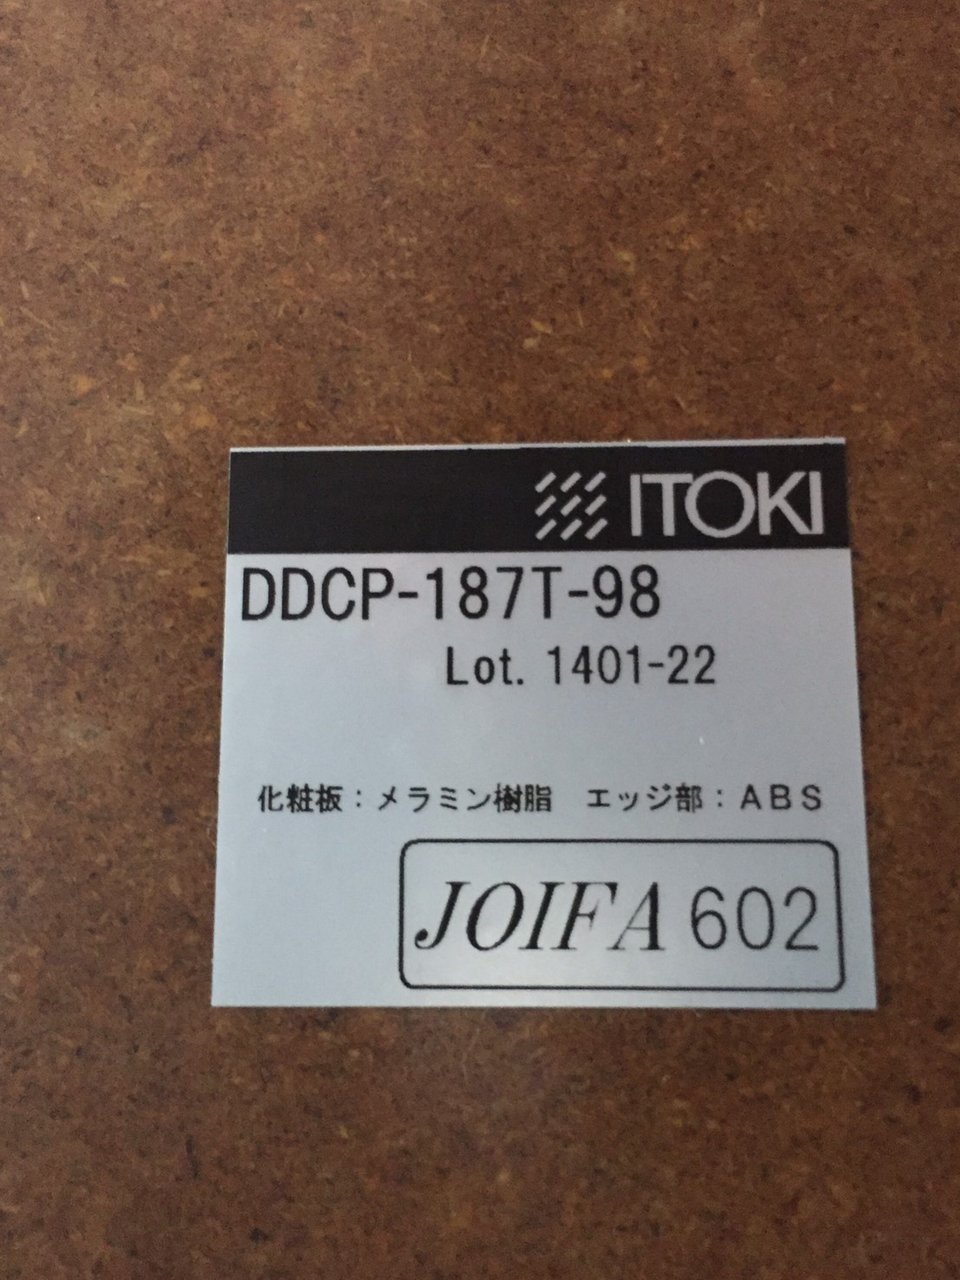 ITOKI
DDCP-187T-98
Lot. 1401-22
化粧板：メラミン樹脂　エッジ部：ＡＢＳ
JOIFA 602